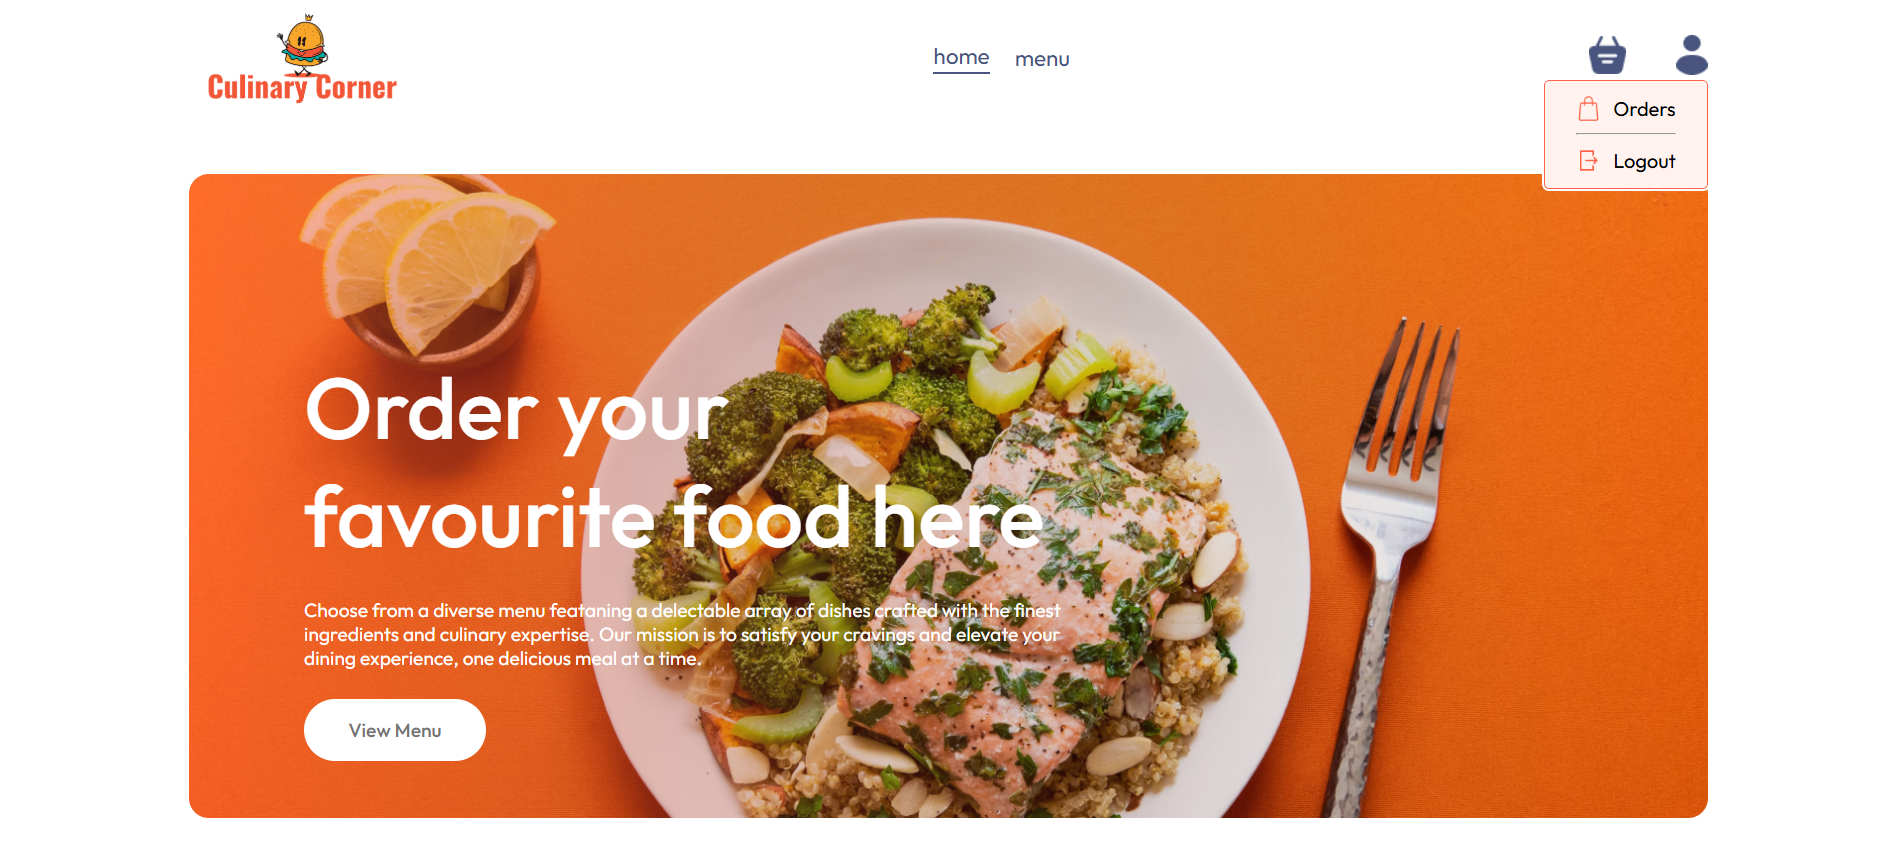 Culinary Corner
home
menu
Orders
Logout
Order your
favourite food here
Choose from a diverse menu feataning a delectable array of dishes crafted with the finest
ingredients and culinary expertise. Our mission is to satisfy your cravings and elevate your
dining experience, one delicious meal at a time.
View Menu